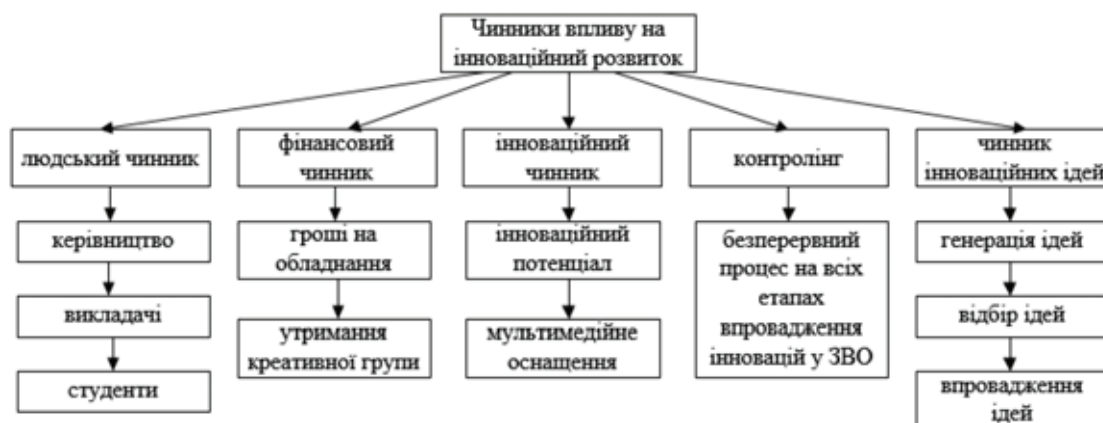 Чинники впливу на
інноваційний розвиток
людський чинник
керівництво
викладачі
студенти
фінансовий
чинник
гроші на
обладнання
утримання
креативної групи
інноваційний
чинник
інноваційний
потенціал
мультимедійне
оснащення
контролінг
безперервний
процес на всіх
етапах
впровадження
інновацій у ЗВО
чинник
інноваційних ідей
генерація ідей
відбір ідей
впровадження
ідей